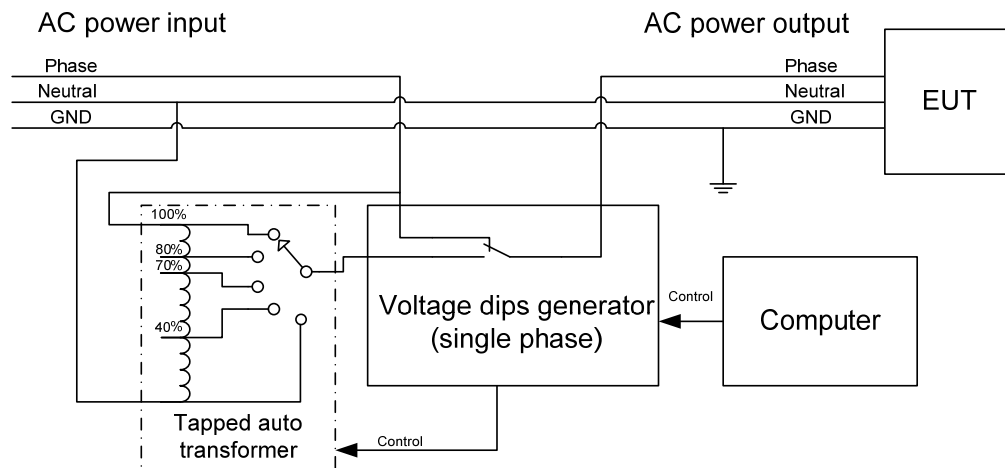 AC power input
AC power output
Phase
Phase
Neutral
Neutral
EUT
GND
GND
100%
80%
70%
40%
Voltage dips generator
(single phase)
Control
Computer
Tapped auto
transformer
Control